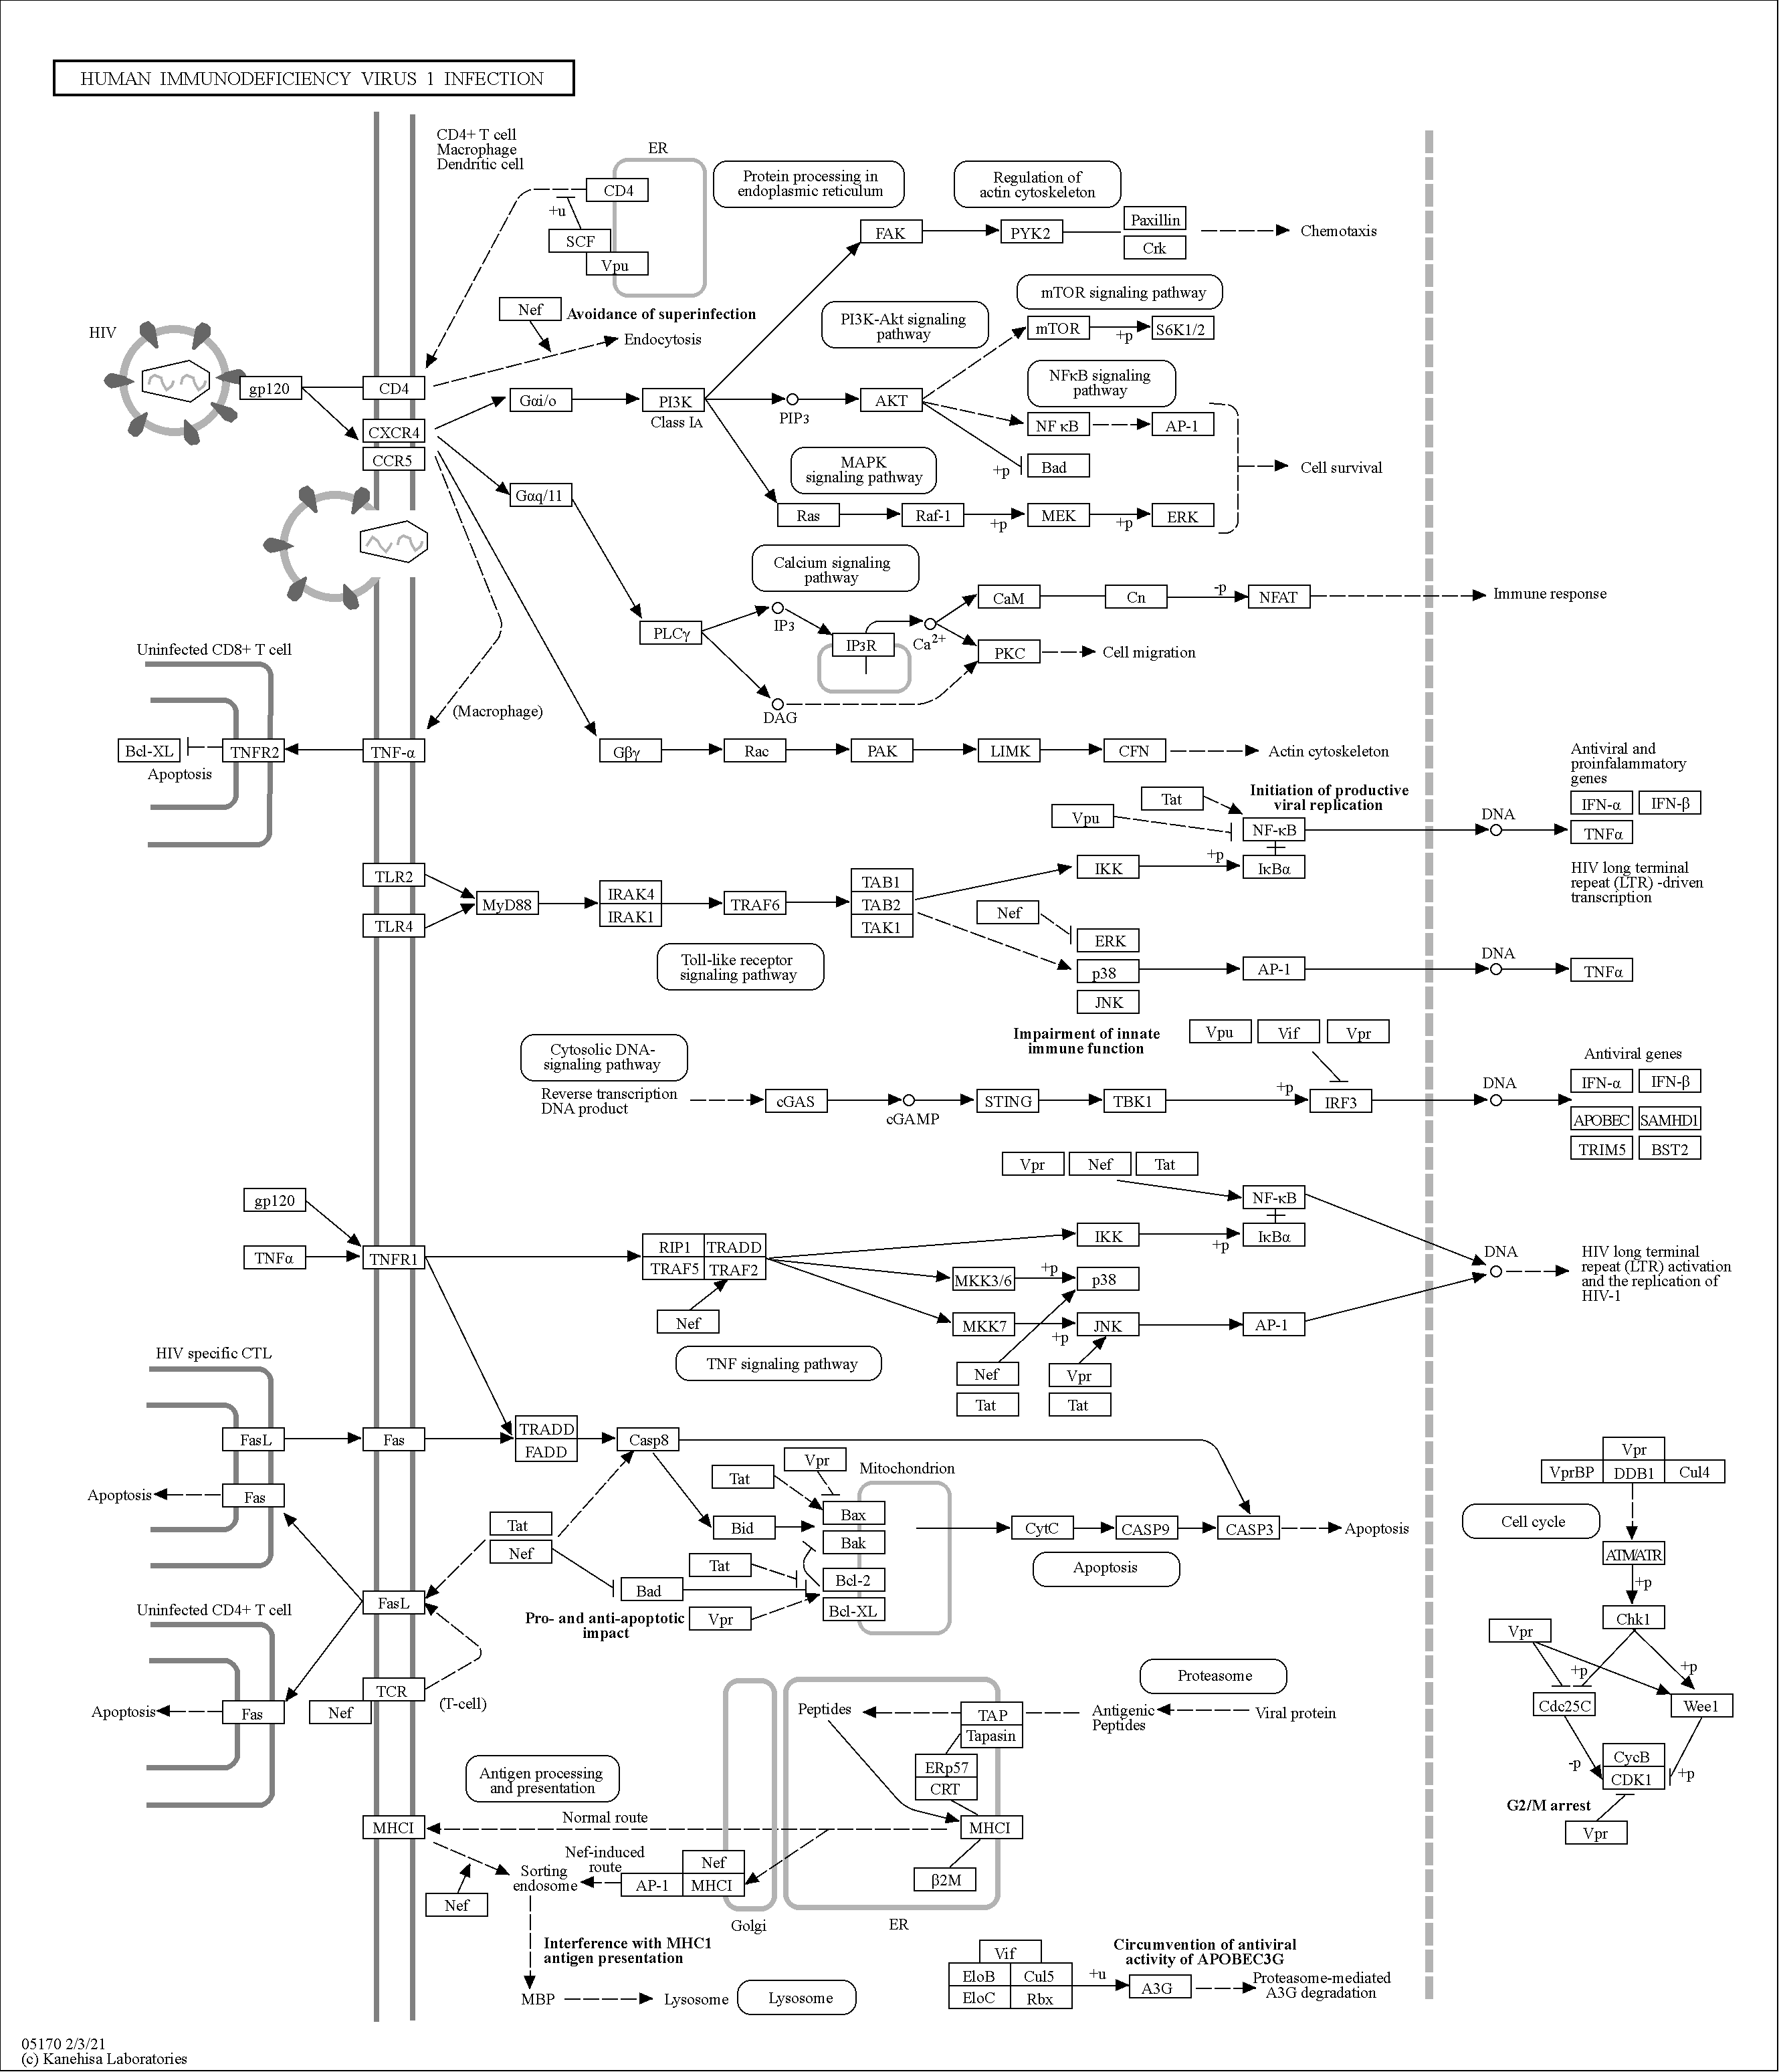 HUMAN IMMUNODEFICIENCY VIRUS 1 INFECTION
CD4+ T cell
Macrophage
Dendritic cell
ER
CD4
+u
SCF
Vpu
Protein processing in
endoplasmic reticulum
Regulation of
actin cytoskeleton
FAK
PYK2
Paxillin
Crk
Chemotaxis
HIV
gp120
CD4
CXCR4
CCR5
Nef
Avoidance of superinfection
Endocytosis
PI3K-Akt signaling
pathway
mTOR signaling pathway
mTOR
+p
S6K1/2
NFκB signaling
pathway
Gαi/o
PI3K
Class IA
PIP3
AKT
NFκB
AP-1
+p
Bad
Cell survival
MAPK
signaling pathway
Gαq/11
Ras
Raf-1
+p
MEK
+p
ERK
Calcium signaling
pathway
PLCγ
IP3
IP3R
Ca2+
DAG
CaM
Cn
-p
NFAT
Immune response
PKC
Cell migration
Uninfected CD8+ T cell
Bcl-XL
Apoptosis
TNFR2
TNF-α
(Macrophage)
Gβγ
Rac
PAK
LIMK
CFN
Actin cytoskeleton
Tat
Vpu
Initiation of productive
viral replication
NF-κB
DNA
Antiviral and
proinfalammatory
genes
IFN-α
IFN-β
TNFα
TLR2
TLR4
MyD88
IRAK4
IRAK1
TRAF6
TAB1
TAB2
TAK1
IKK
+p
IκBα
HIV long terminal
repeat (LTR) -driven
transcription
Nef
ERK
p38
JNK
AP-1
DNA
TNFα
Toll-like receptor
signaling pathway
Cytosolic DNA-
signaling pathway
Impairment of innate
immune function
Vpu
Vif
Vpr
Reverse transcription
DNA product
cGAS
cGAMP
STING
TBK1
+p
IRF3
DNA
Antiviral genes
IFN-α
IFN-β
APOBEC
SAMHD1
TRIM5
BST2
gp120
TNFα
TNFR1
RIP1
TRADD
TRAF5
TRAF2
Nef
Vpr
Nef
Tat
NF-κB
IKK
+p
IκBα
MKK3/6
+p
p38
MKK7
+p
JNK
AP-1
DNA
HIV long terminal
repeat (LTR) activation
and the replication of
HIV-1
Nef
Tat
Vpr
Tat
TNF signaling pathway
HIV specific CTL
FasL
Fas
Apoptosis
Fas
TRADD
FADD
Casp8
Tat
Vpr
Mitochondrion
Bax
Bak
Bcl-2
Bcl-XL
Tat
Nef
Bid
Tat
Bad
Vpr
Pro- and anti-apoptotic
impact
CytC
CASP9
CASP3
Apoptosis
Apoptosis
Vpr
VprBP
DDB1
Cul4
Cell cycle
ATM/ATR
+p
Chk1
Vpr
+p
+p
Cdc25C
Wee1
-p
CycB
CDK1
+p
G2/M arrest
Vpr
FasL
Uninfected CD4+ T cell
Fas
Apoptosis
Nef
TCR
(T-cell)
Proteasome
Peptides
TAP
Tapasin
Antigenic
Peptides
Viral protein
ERp57
CRT
MHCI
β2M
Antigen processing
and presentation
Normal route
MHCI
Nef-induced
route
Nef
AP-1
MHCI
Sorting
endosome
Nef
Golgi
ER
Interference with MHC1
antigen presentation
MBP
Lysosome
Lysosome
Vif
EloB
Cul5
EloC
Rbx
+u
Circumvention of antiviral
activity of APOBEC3G
A3G
Proteasome-mediated
A3G degradation
05170 2/3/21
(c) Kanehisa Laboratories